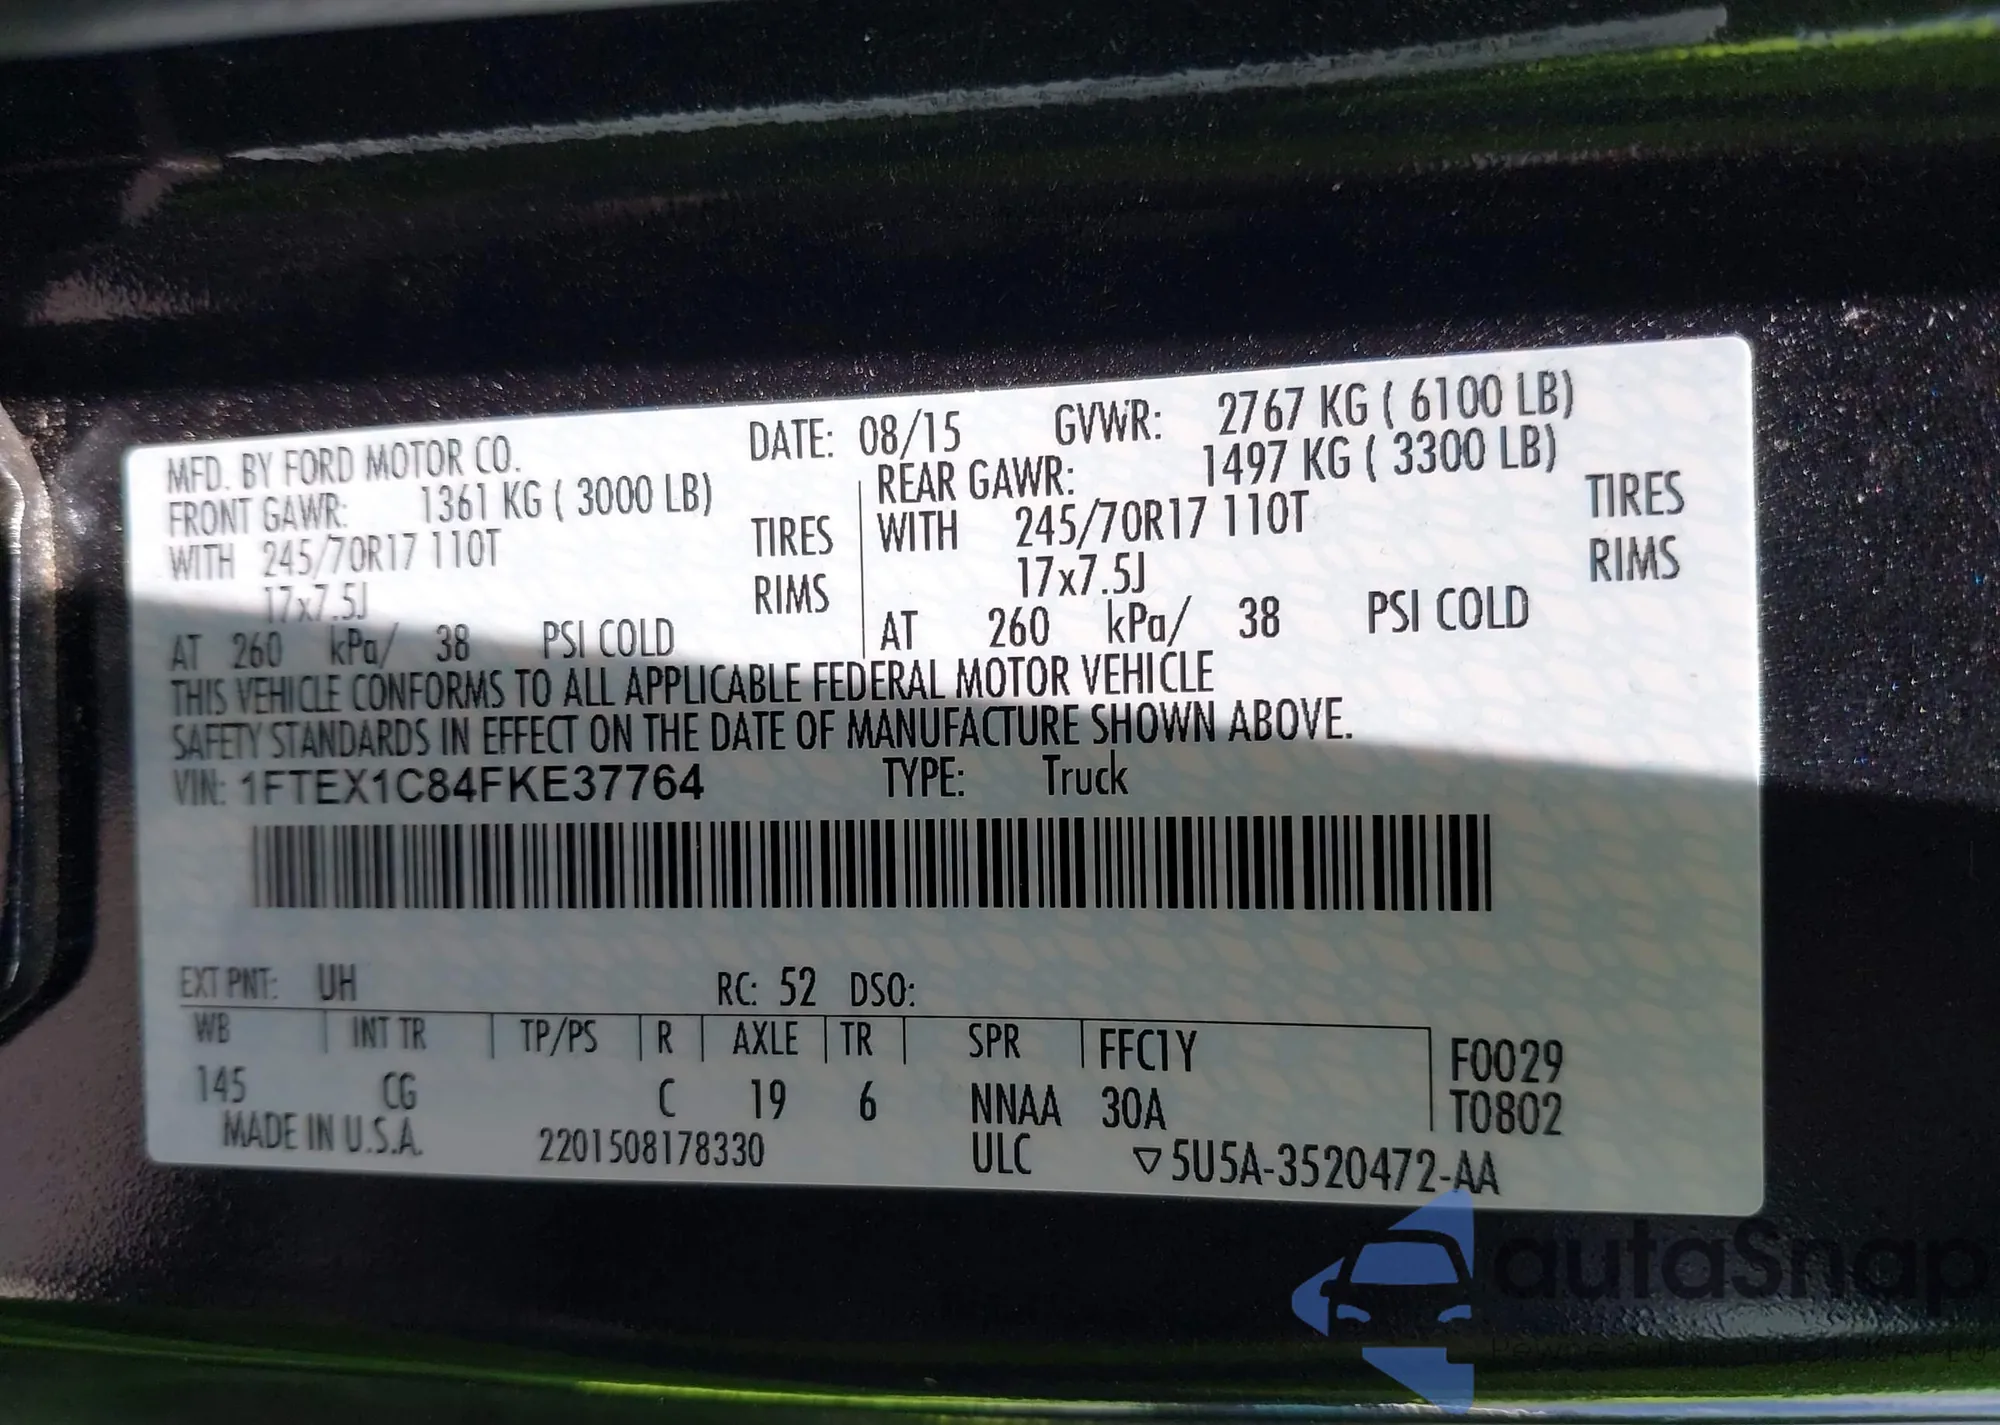 MFD. BY FORD MOTOR CO. DATE: 08/15 GVWR: 2767 KG ( 6100 LB)
FRONT GAWR: 1361 KG ( 3000 LB) REAR GAWR: 1497 KG ( 3300 LB)
WITH 245/70R17 110T TIRES WITH 245/70R17 110T TIRES
17x7.5J RIMS 17x7.5J RIMS
AT 260 kPa/ 38 PSI COLD AT 260 kPa/ 38 PSI COLD
THIS VEHICLE CONFORMS TO ALL APPLICABLE FEDERAL MOTOR VEHICLE
SAFETY STANDARDS IN EFFECT ON THE DATE OF MANUFACTURE SHOWN ABOVE.
VIN: 1FTEX1C84FKE37764 TYPE: Truck
EXT PNT: UH RC: 52 DSO:
WB INT TR TP/PS R AXLE TR SPR FFC1Y F0029
145 CG C 19 6 NNAA 30A T0802
MADE IN U.S.A. 2201508178330 ULC ▽5U5A-3520472-AA
autaSnap